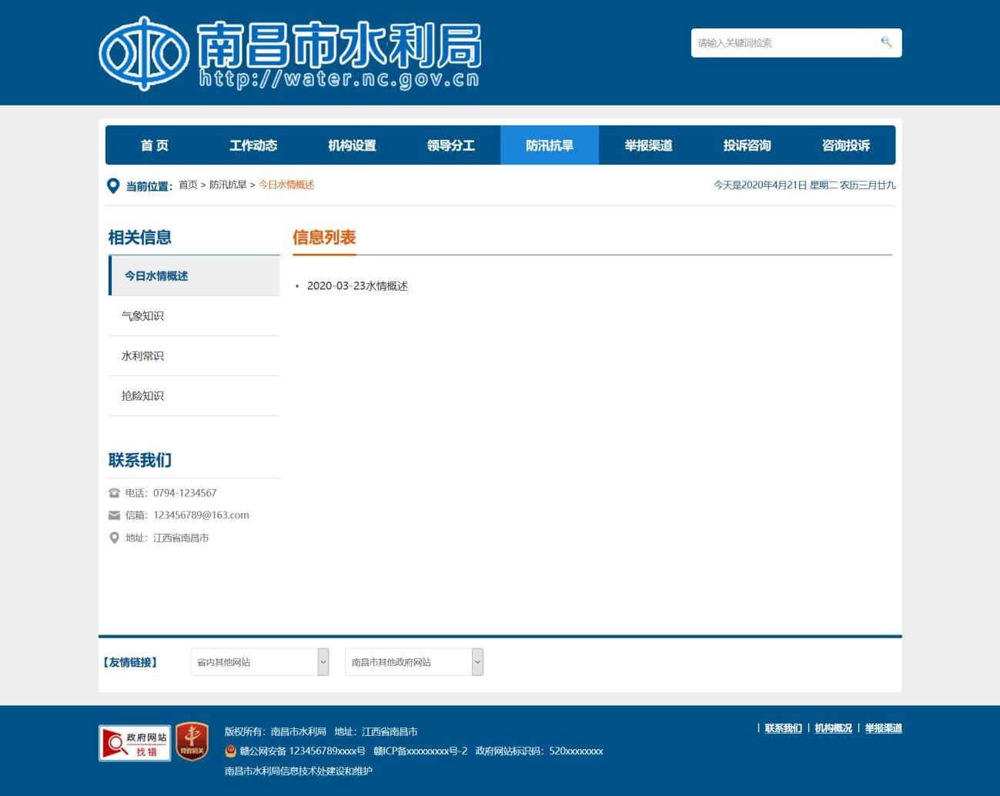 南昌市水利局
http://water.nc.gov.cn
请输入关键词检索
首 页 工作动态 机构设置 领导分工 防汛抗旱 举报渠道 投诉咨询 咨询投诉
当前位置： 首页 > 防汛抗旱 > 今日水情概述 今天是2020年4月21日 星期二 农历三月廿九
相关信息
今日水情概述
气象知识
水利常识
抢险知识
信息列表
2020-03-23水情概述
联系我们
电话：0794-1234567
信箱：123456789@163.com
地址：江西省南昌市
【友情链接】 省内其他网站 南昌市其他政府网站
政府网站
找错
党政机关
版权所有：南昌市水利局 地址：江西省南昌市
赣公网安备 123456789xxxx号 赣ICP备xxxxxxxxx号-2 政府网站标识码：520xxxxxxxx
南昌市水利局信息技术处建设和维护
| 联系我们 | 机构概况 | 举报渠道